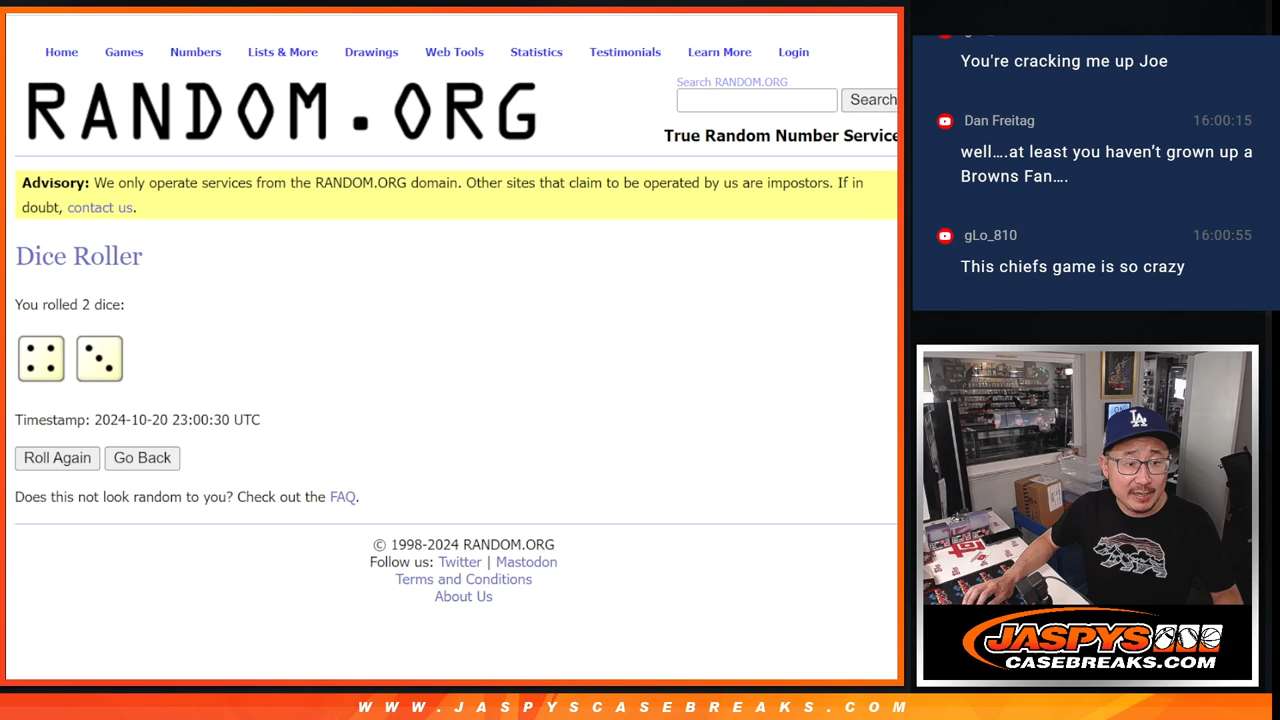 Home Games Numbers Lists & More Drawings Web Tools Statistics Testimonials Learn More Login
RANDOM.ORG
Search RANDOM.ORG
Search
True Random Number Service
Advisory: We only operate services from the RANDOM.ORG domain. Other sites that claim to be operated by us are impostors. If in
doubt, contact us.
Dice Roller
You rolled 2 dice:
Timestamp: 2024-10-20 23:00:30 UTC
Roll Again Go Back
Does this not look random to you? Check out the FAQ.
© 1998-2024 RANDOM.ORG
Follow us: Twitter | Mastodon
Terms and Conditions
About Us
You're cracking me up Joe
Dan Freitag 16:00:15
well….at least you haven’t grown up a
Browns Fan….
gLo_810 16:00:55
This chiefs game is so crazy
LA
JASPYS
CASEBREAKS.COM
WWW.JASPYSCASEBREAKS.COM